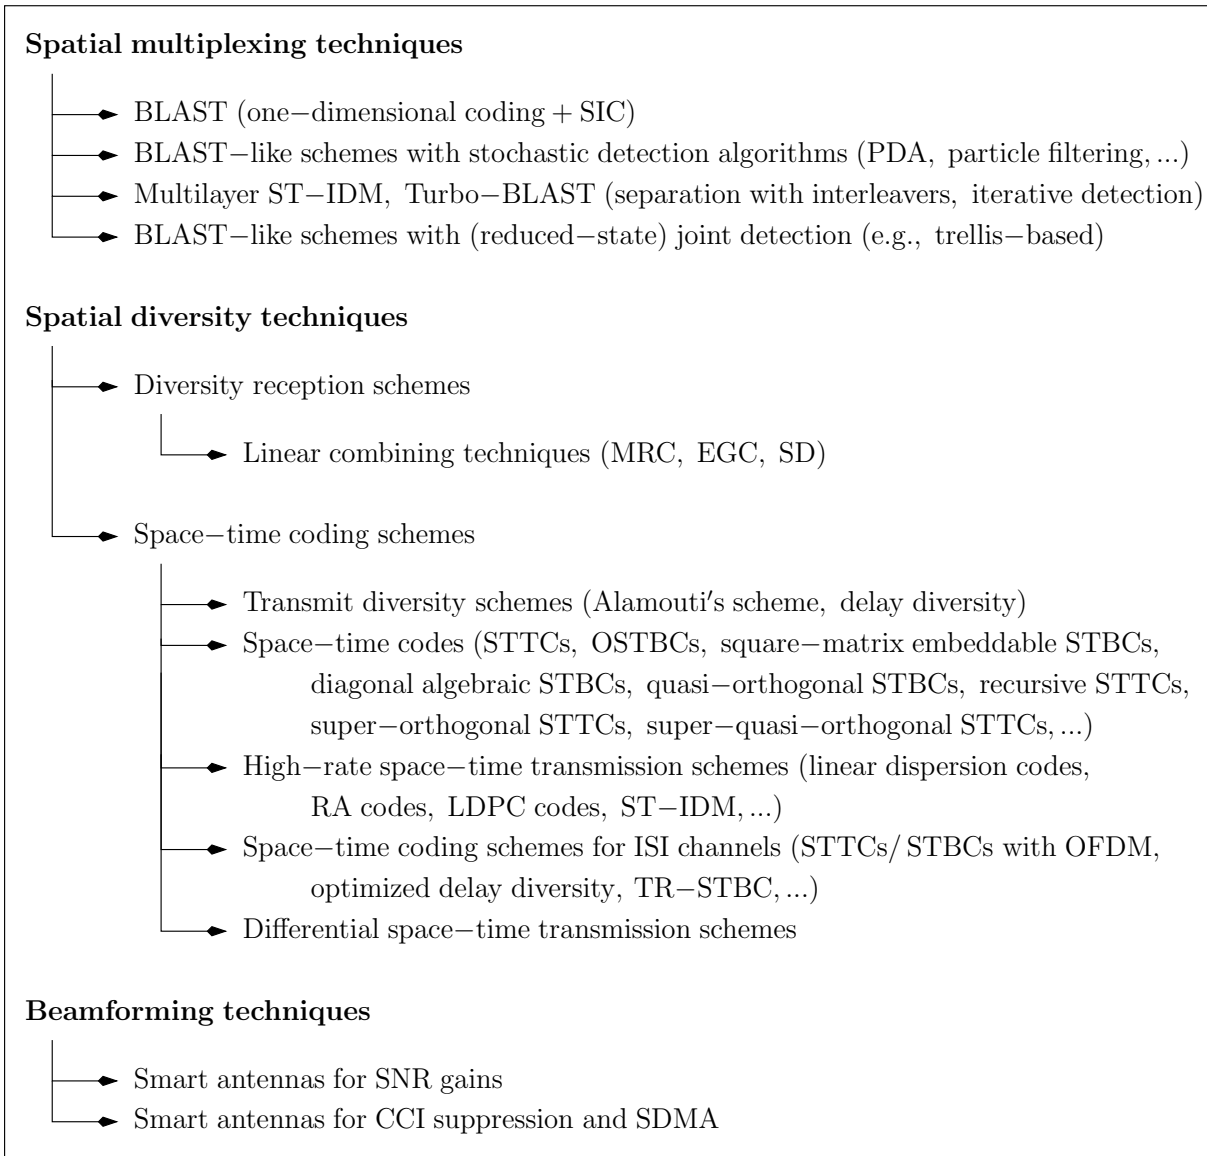 Spatial multiplexing techniques
BLAST (one−dimensional coding + SIC)
BLAST−like schemes with stochastic detection algorithms (PDA, particle filtering, ...)
Multilayer ST−IDM, Turbo−BLAST (separation with interleavers, iterative detection)
BLAST−like schemes with (reduced−state) joint detection (e.g., trellis−based)
Spatial diversity techniques
Diversity reception schemes
Linear combining techniques (MRC, EGC, SD)
Space−time coding schemes
Transmit diversity schemes (Alamouti's scheme, delay diversity)
Space−time codes (STTCs, OSTBCs, square−matrix embeddable STBCs,
diagonal algebraic STBCs, quasi−orthogonal STBCs, recursive STTCs,
super−orthogonal STTCs, super−quasi−orthogonal STTCs, ...)
High−rate space−time transmission schemes (linear dispersion codes,
RA codes, LDPC codes, ST−IDM, ...)
Space−time coding schemes for ISI channels (STTCs/ STBCs with OFDM,
optimized delay diversity, TR−STBC, ...)
Differential space−time transmission schemes
Beamforming techniques
Smart antennas for SNR gains
Smart antennas for CCI suppression and SDMA